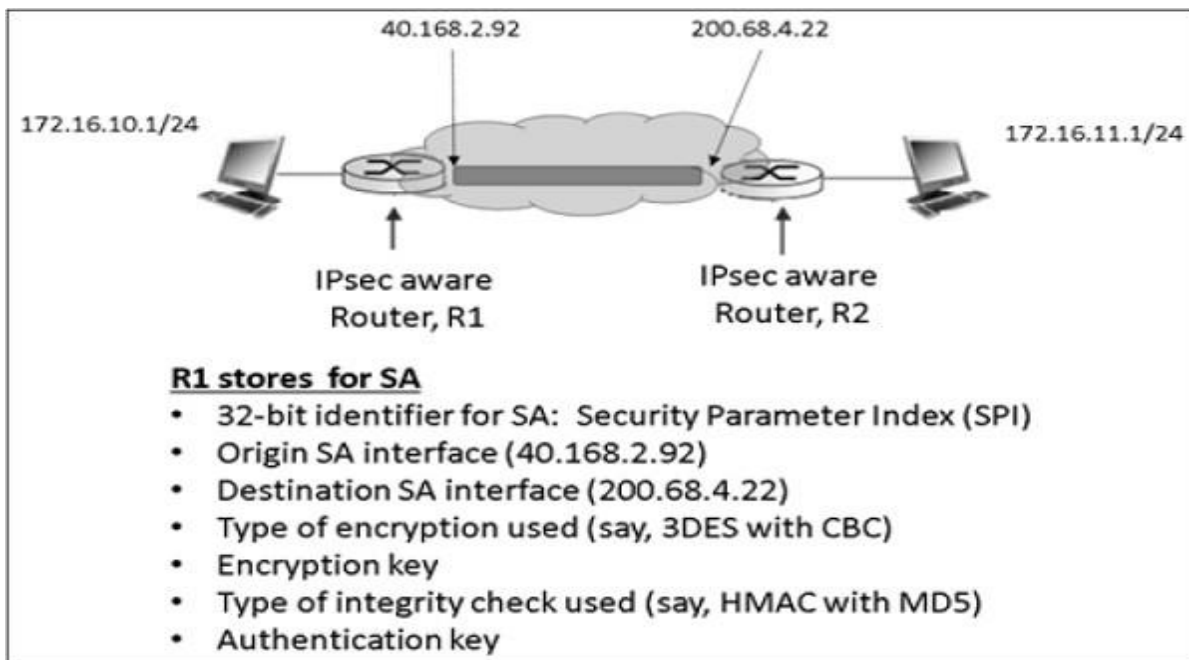 40.168.2.92
200.68.4.22
172.16.10.1/24
172.16.11.1/24
IPsec aware
Router, R1
IPsec aware
Router, R2
R1 stores for SA
• 32-bit identifier for SA: Security Parameter Index (SPI)
• Origin SA interface (40.168.2.92)
• Destination SA interface (200.68.4.22)
• Type of encryption used (say, 3DES with CBC)
• Encryption key
• Type of integrity check used (say, HMAC with MD5)
• Authentication key